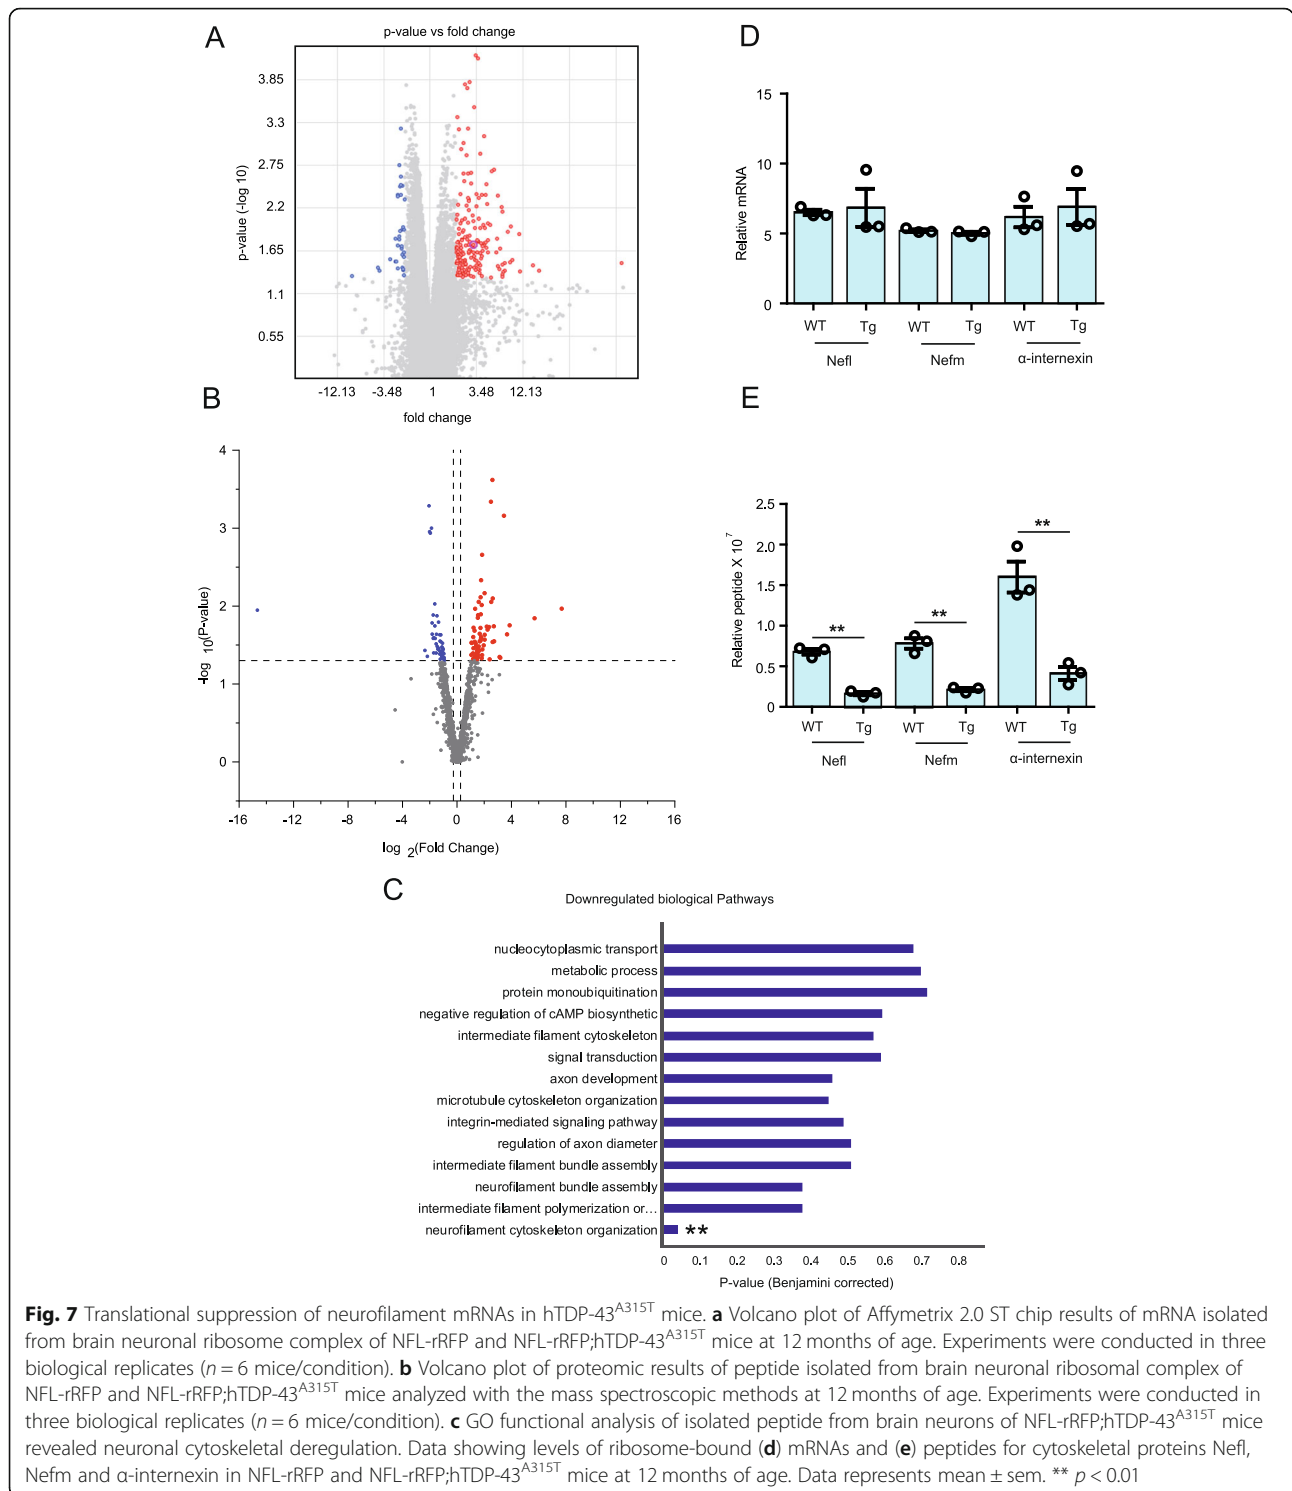 A
p-value vs fold change
p-value (-log 10)
3.85
3.3
2.75
2.2
1.65
1.1
0.55
-12.13 -3.48 1 3.48 12.13
fold change
D
Relative mRNA
15
10
5
0
WT Tg WT Tg WT Tg
Nefl Nefm α-internexin
B
-log 10(P-value)
4
3
2
1
0
-16 -12 -8 -4 0 4 8 12 16
log 2(Fold Change)
E
Relative peptide X 10 7
2.5
2.0
1.5
1.0
0.5
0
** ** **
WT Tg WT Tg WT Tg
Nefl Nefm α-internexin
C
Downregulated biological Pathways
nucleocytoplasmic transport
metabolic process
protein monoubiquitination
negative regulation of cAMP biosynthetic
intermediate filament cytoskeleton
signal transduction
axon development
microtubule cytoskeleton organization
integrin-mediated signaling pathway
regulation of axon diameter
intermediate filament bundle assembly
neurofilament bundle assembly
intermediate filament polymerization or…
neurofilament cytoskeleton organization **
0 0.1 0.2 0.3 0.4 0.5 0.6 0.7 0.8
P-value (Benjamini corrected)
Fig. 7 Translational suppression of neurofilament mRNAs in hTDP-43A315T mice. a Volcano plot of Affymetrix 2.0 ST chip results of mRNA isolated
from brain neuronal ribosome complex of NFL-rRFP and NFL-rRFP;hTDP-43A315T mice at 12 months of age. Experiments were conducted in three
biological replicates (n = 6 mice/condition). b Volcano plot of proteomic results of peptide isolated from brain neuronal ribosomal complex of
NFL-rRFP and NFL-rRFP;hTDP-43A315T mice analyzed with the mass spectroscopic methods at 12 months of age. Experiments were conducted in
three biological replicates (n = 6 mice/condition). c GO functional analysis of isolated peptide from brain neurons of NFL-rRFP;hTDP-43A315T mice
revealed neuronal cytoskeletal deregulation. Data showing levels of ribosome-bound (d) mRNAs and (e) peptides for cytoskeletal proteins Nefl,
Nefm and α-internexin in NFL-rRFP and NFL-rRFP;hTDP-43A315T mice at 12 months of age. Data represents mean ± sem. ** p < 0.01